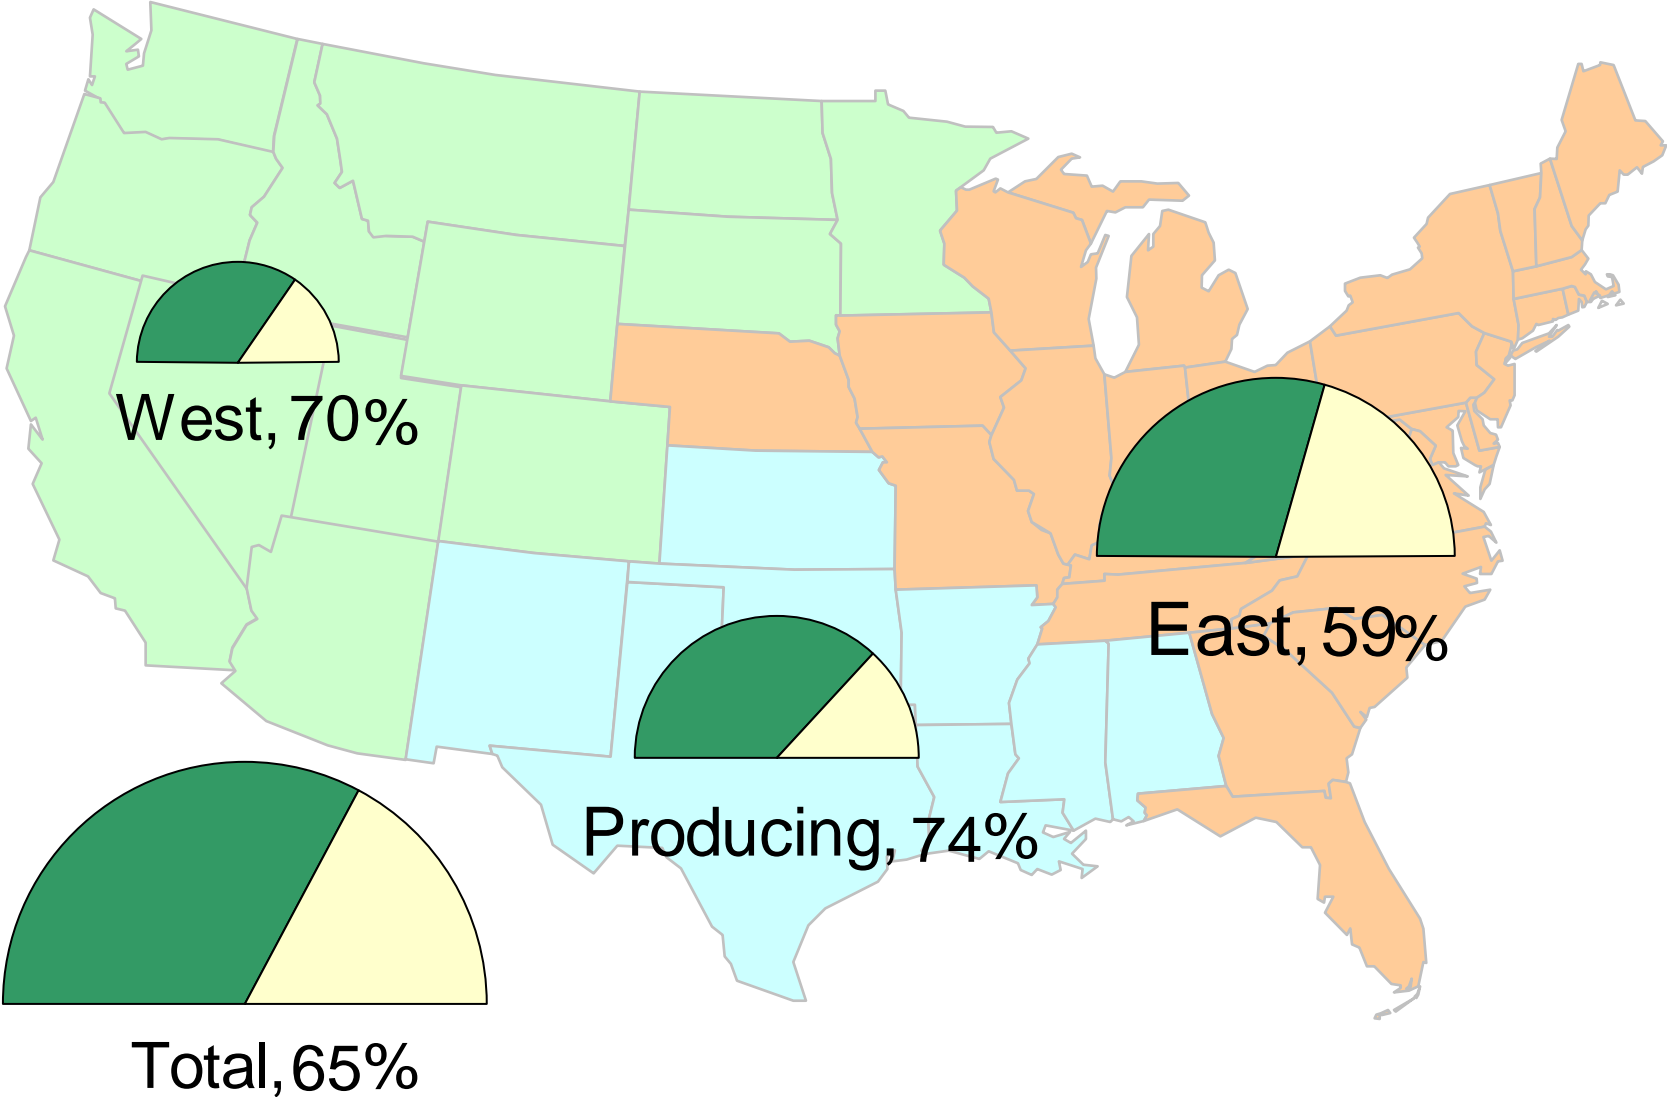 West, 70%
East, 59%
Producing, 74%
Total, 65%